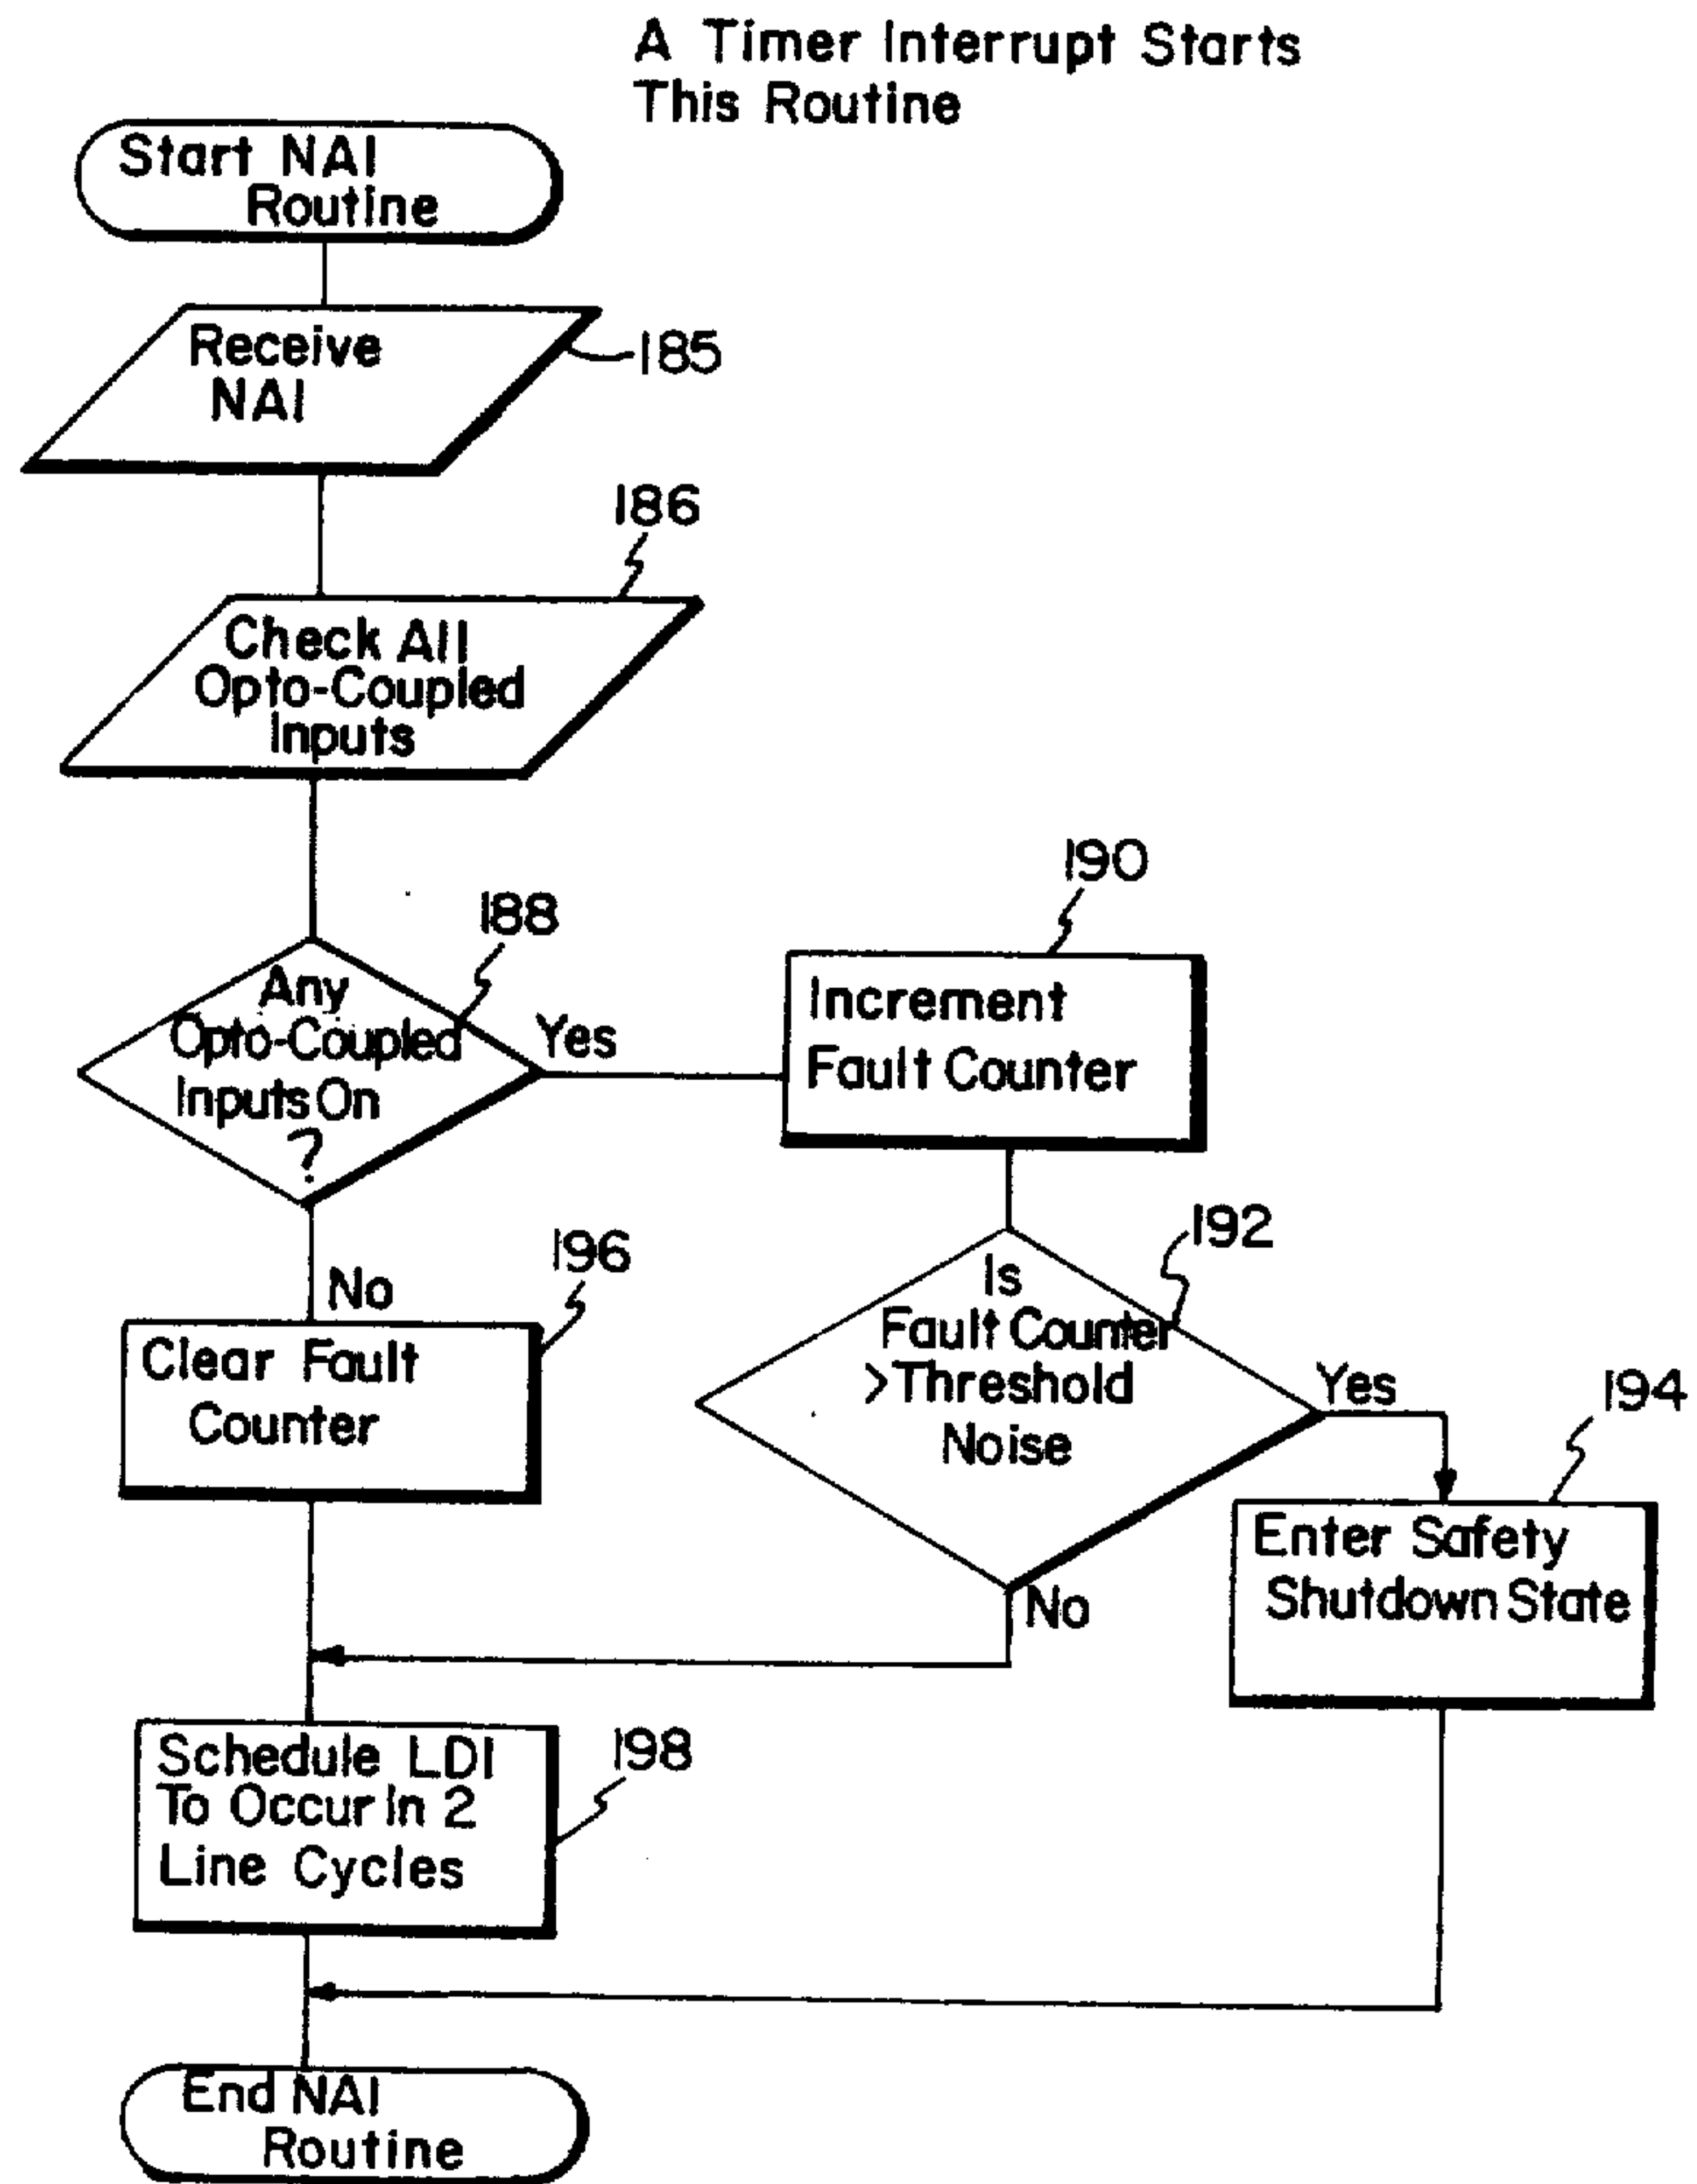 A Timer Interrupt Starts
This Routine
Start NAI
Routine
Receive
NAI
185
186
Check All
Opto-Coupled
Inputs
188
Any
Opto-Coupled
Inputs On
?
Yes
190
Increment
Fault Counter
No
196
Clear Fault
Counter
192
Is
Fault Counter
>Threshold
Noise
Yes
194
Enter Safety
Shutdown State
No
Schedule LDI
To Occur In 2
Line Cycles
198
End NAI
Routine